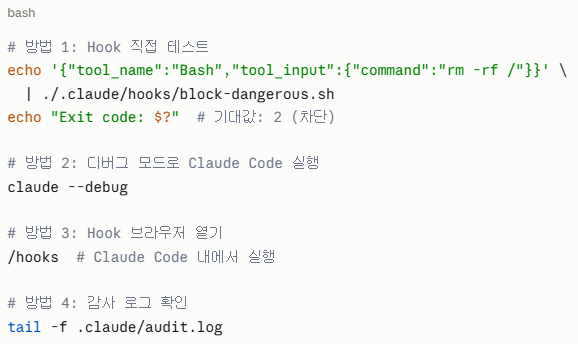 bash
# 방법 1: Hook 직접 테스트
echo '{"tool_name":"Bash","tool_input":{"command":"rm -rf /"}}' \
  | ./.claude/hooks/block-dangerous.sh
echo "Exit code: $?"  # 기대값: 2 (차단)
# 방법 2: 디버그 모드로 Claude Code 실행
claude --debug
# 방법 3: Hook 브라우저 열기
/hooks  # Claude Code 내에서 실행
# 방법 4: 감사 로그 확인
tail -f .claude/audit.log